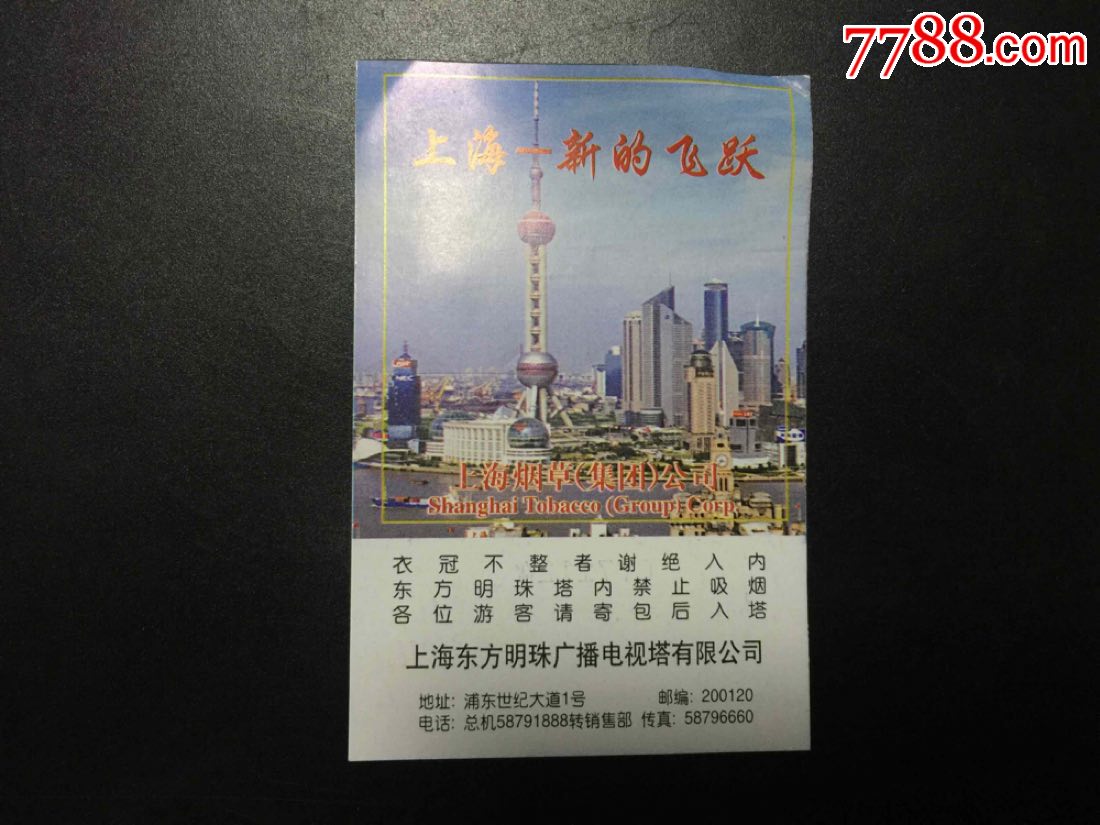 7788.com
上海一新的飞跃
NEC
上海烟草(集团)公司
Shanghai Tobacco (Group) Corp.
衣冠不整者谢绝入内
东方明珠塔内禁止吸烟
各位游客请寄包后入塔
上海东方明珠广播电视塔有限公司
地址: 浦东世纪大道1号 邮编: 200120
电话: 总机58791888转销售部 传真: 58796660